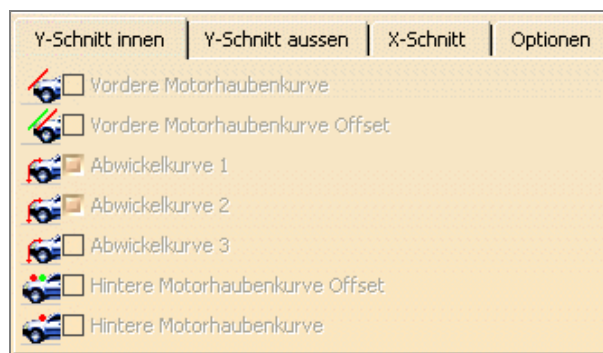 Y-Schnitt innen Y-Schnitt aussen X-Schnitt Optionen
Vordere Motorhaubenkurve
Vordere Motorhaubenkurve Offset
Abwickelkurve 1
Abwickelkurve 2
Abwickelkurve 3
Hintere Motorhaubenkurve Offset
Hintere Motorhaubenkurve